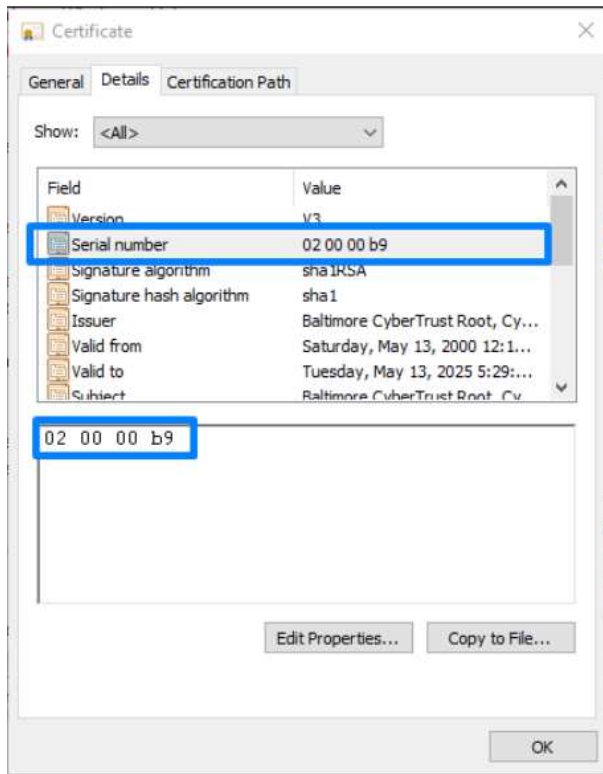 Certificate
General Details Certification Path
Show: <All>
Field Value
Version V3
Serial number 02 00 00 b9
Signature algorithm sha1RSA
Signature hash algorithm sha1
Issuer Baltimore CyberTrust Root, Cy...
Valid from Saturday, May 13, 2000 12:1...
Valid to Tuesday, May 13, 2025 5:29:...
Subject Baltimore CyberTrust Root, Cy
02 00 00 b9
Edit Properties... Copy to File...
OK